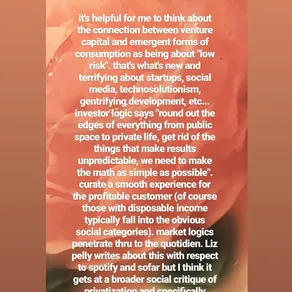 it's helpful for me to think about
the connection between venture
capital and emergent forms of
consumption as being about "low
risk". that's what's new and
terrifying about startups, social
media, technosolutionism,
gentrifying development, etc...
investor logic says "round out the
edges of everything from public
space to private life, get rid of the
things that make results
unpredictable, we need to make
the math as simple as possible".
curate a smooth experience for
the profitable customer (of course
those with disposable income
typically fall into the obvious
social categories). market logics
penetrate thru to the quotidien. Liz
pelly writes about this with respect
to spotify and sofar but I think it
gets at a broader social critique of
privatization and specifically